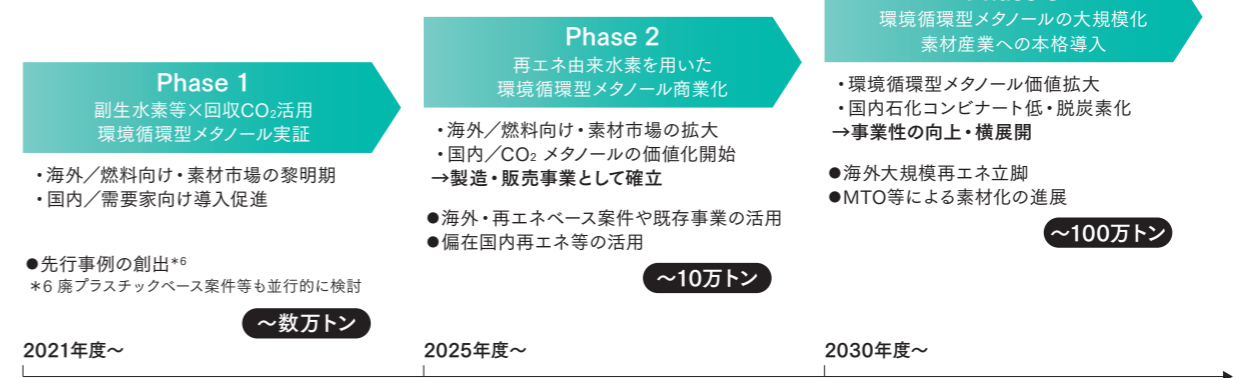 Phase 1
副生水素等×回収CO₂活用
環境循環型メタノール実証
・海外／燃料向け・素材市場の黎明期
・国内／需要家向け導入促進
●先行事例の創出*6
*6 廃プラスチックベース案件等も並行的に検討
～数万トン
2021年度～
Phase 2
再エネ由来水素を用いた
環境循環型メタノール商業化
・海外／燃料向け・素材市場の拡大
・国内／CO₂ メタノールの価値化開始
→製造・販売事業として確立
●海外・再エネベース案件や既存事業の活用
●偏在国内再エネ等の活用
～10万トン
2025年度～
環境循環型メタノールの大規模化
素材産業への本格導入
・環境循環型メタノール価値拡大
・国内石化コンビナート低・脱炭素化
→事業性の向上・横展開
●海外大規模再エネ立脚
●MTO等による素材化の進展
～100万トン
2030年度～